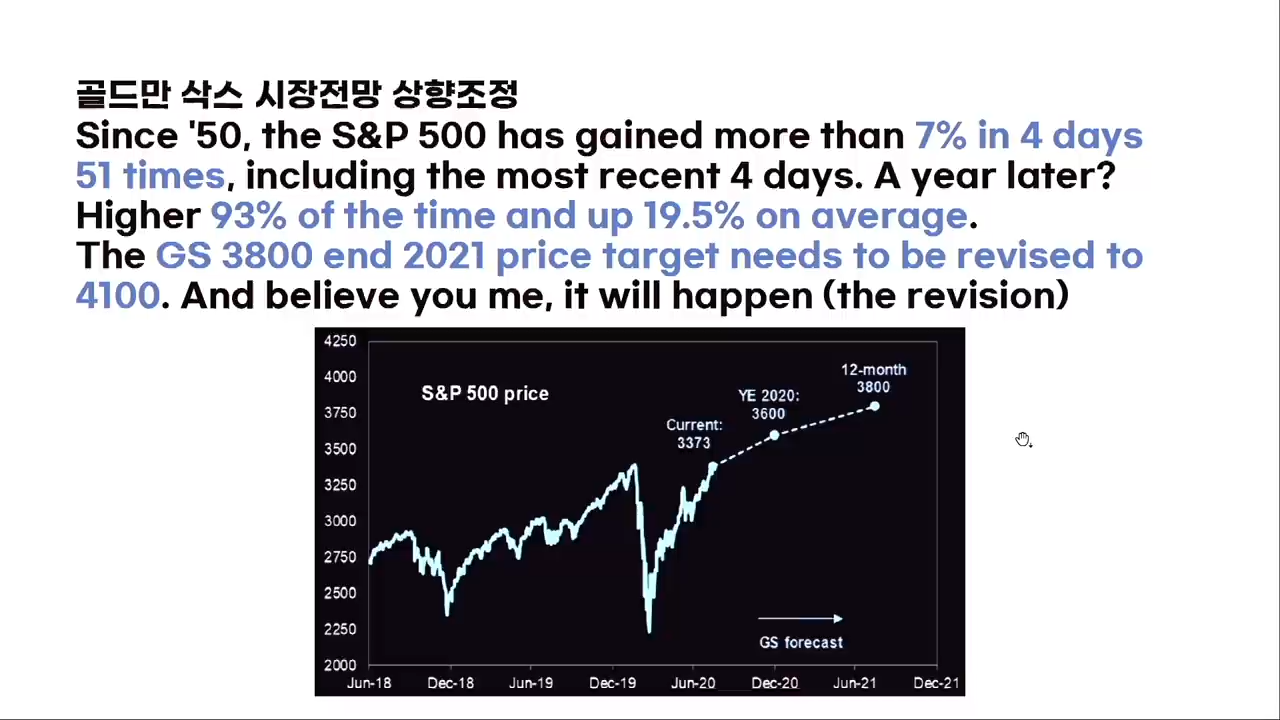 골드만 삭스 시장전망 상향조정
Since '50, the S&P 500 has gained more than 7% in 4 days
51 times, including the most recent 4 days. A year later?
Higher 93% of the time and up 19.5% on average.
The GS 3800 end 2021 price target needs to be revised to
4100. And believe you me, it will happen (the revision)
4250
4000
3750
3500
3250
3000
2750
2500
2250
2000
S&P 500 price
Current:
3373
YE 2020:
3600
12-month
3800
GS forecast
Jun-18 Dec-18 Jun-19 Dec-19 Jun-20 Dec-20 Jun-21 Dec-21